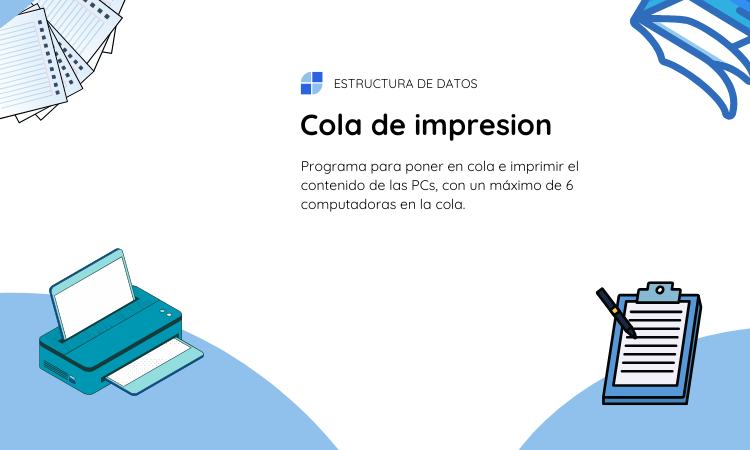 ESTRUCTURA DE DATOS
Cola de impresion
Programa para poner en cola e imprimir el
contenido de las PCs, con un máximo de 6
computadoras en la cola.